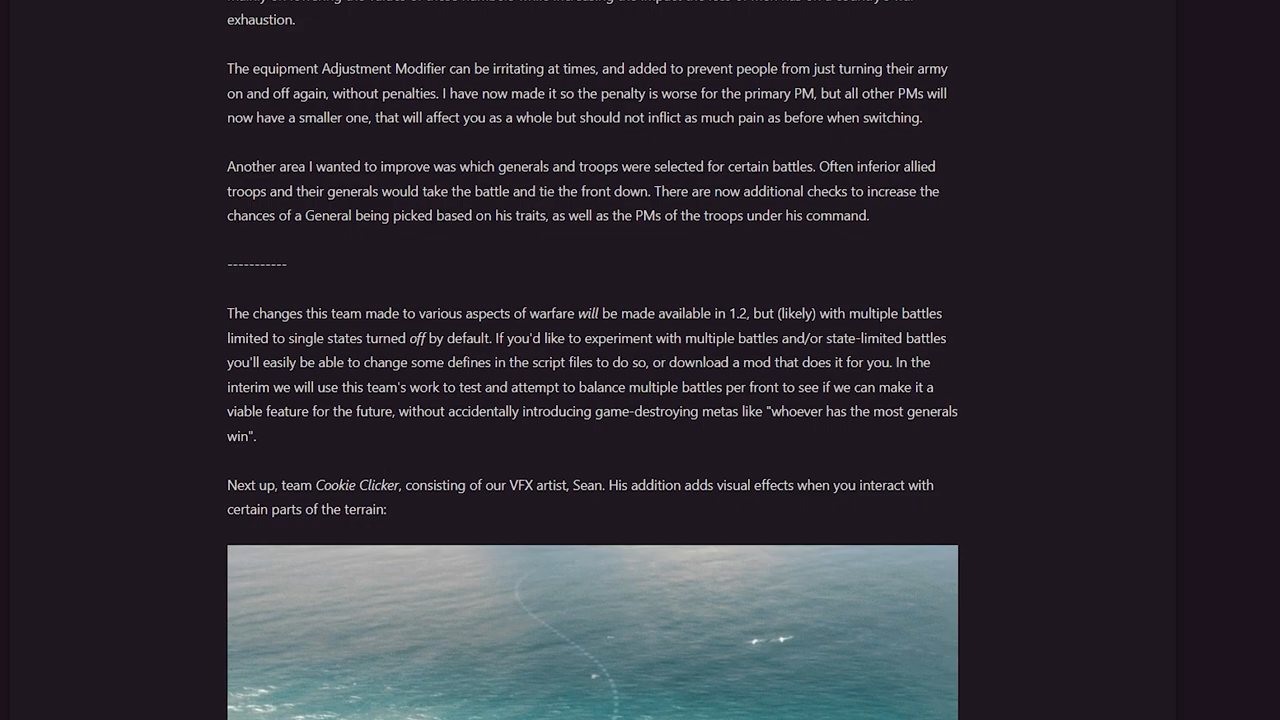 exhaustion.
The equipment Adjustment Modifier can be irritating at times, and added to prevent people from just turning their army
on and off again, without penalties. I have now made it so the penalty is worse for the primary PM, but all other PMs will
now have a smaller one, that will affect you as a whole but should not inflict as much pain as before when switching.
Another area I wanted to improve was which generals and troops were selected for certain battles. Often inferior allied
troops and their generals would take the battle and tie the front down. There are now additional checks to increase the
chances of a General being picked based on his traits, as well as the PMs of the troops under his command.
-----------
The changes this team made to various aspects of warfare will be made available in 1.2, but (likely) with multiple battles
limited to single states turned off by default. If you'd like to experiment with multiple battles and/or state-limited battles
you'll easily be able to change some defines in the script files to do so, or download a mod that does it for you. In the
interim we will use this team's work to test and attempt to balance multiple battles per front to see if we can make it a
viable feature for the future, without accidentally introducing game-destroying metas like "whoever has the most generals
win".
Next up, team Cookie Clicker, consisting of our VFX artist, Sean. His addition adds visual effects when you interact with
certain parts of the terrain: